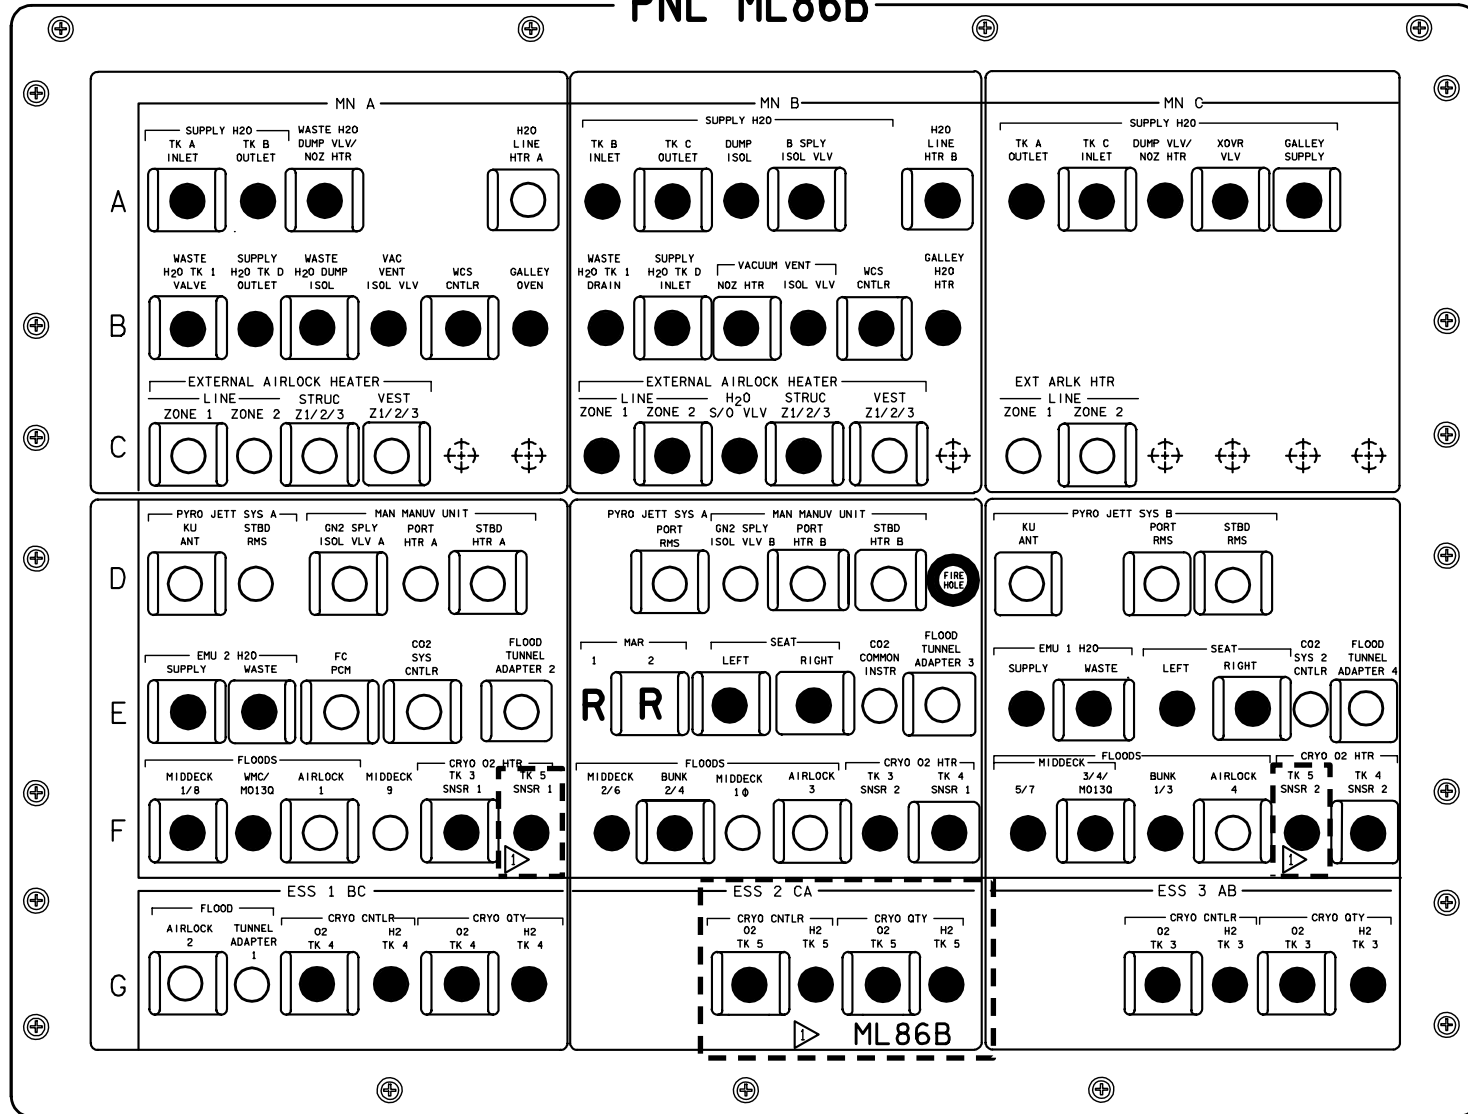 PNL ML86B
MN A
MN B
MN C
SUPPLY H2O
WASTE H2O
DUMP VLV/
NOZ HTR
TK A
INLET
TK B
OUTLET
H2O
LINE
HTR A
SUPPLY H2O
TK B
INLET
TK C
OUTLET
DUMP
ISOL
B SPLY
ISOL VLV
H2O
LINE
HTR B
SUPPLY H2O
TK A
OUTLET
TK C
INLET
DUMP VLV/
NOZ HTR
XOVR
VLV
GALLEY
SUPPLY
A
WASTE
H2O TK 1
VALVE
SUPPLY
H2O TK D
OUTLET
WASTE
H2O DUMP
ISOL
VAC
VENT
ISOL VLV
WCS
CNTLR
GALLEY
OVEN
WASTE
H2O TK 1
DRAIN
SUPPLY
H2O TK D
INLET
VACUUM VENT
NOZ HTR
ISOL VLV
WCS
CNTLR
GALLEY
H2O
HTR
B
EXTERNAL AIRLOCK HEATER
LINE
ZONE 1
ZONE 2
STRUC
Z1/2/3
VEST
Z1/2/3
EXTERNAL AIRLOCK HEATER
LINE
ZONE 1
ZONE 2
H2O
S/O VLV
STRUC
Z1/2/3
VEST
Z1/2/3
EXT ARLK HTR
LINE
ZONE 1
ZONE 2
C
PYRO JETT SYS A
KU
ANT
STBD
RMS
MAN MANUV UNIT
GN2 SPLY
ISOL VLV A
PORT
HTR A
STBD
HTR A
PYRO JETT SYS A
PORT
RMS
MAN MANUV UNIT
GN2 SPLY
ISOL VLV B
PORT
HTR B
STBD
HTR B
FIRE
HOLE
PYRO JETT SYS B
KU
ANT
PORT
RMS
STBD
RMS
D
EMU 2 H2O
SUPPLY
WASTE
FC
PCM
CO2
SYS
CNTLR
FLOOD
TUNNEL
ADAPTER 2
MAR
1
2
R
R
SEAT
LEFT
RIGHT
CO2
COMMON
INSTR
FLOOD
TUNNEL
ADAPTER 3
EMU 1 H2O
SUPPLY
WASTE
SEAT
LEFT
RIGHT
CO2
SYS 2
CNTLR
FLOOD
TUNNEL
ADAPTER 4
E
FLOODS
MIDDECK
1/8
WMC/
MO13Q
AIRLOCK
1
MIDDECK
9
CRYO O2 HTR
TK 3
SNSR 1
TK 5
SNSR 1
1
FLOODS
MIDDECK
2/6
BUNK
2/4
MIDDECK
10
AIRLOCK
3
CRYO O2 HTR
TK 3
SNSR 2
TK 4
SNSR 1
FLOODS
MIDDECK
5/7
3/4/
MO13Q
BUNK
1/3
AIRLOCK
4
CRYO O2 HTR
TK 5
SNSR 2
1
TK 4
SNSR 2
F
ESS 1 BC
ESS 2 CA
ESS 3 AB
FLOOD
AIRLOCK
2
TUNNEL
ADAPTER
1
CRYO CNTLR
O2
TK 4
H2
TK 4
CRYO QTY
O2
TK 4
H2
TK 4
CRYO CNTLR
O2
TK 5
H2
TK 5
CRYO QTY
O2
TK 5
H2
TK 5
CRYO CNTLR
O2
TK 3
H2
TK 3
CRYO QTY
O2
TK 3
H2
TK 3
G
1
ML86B